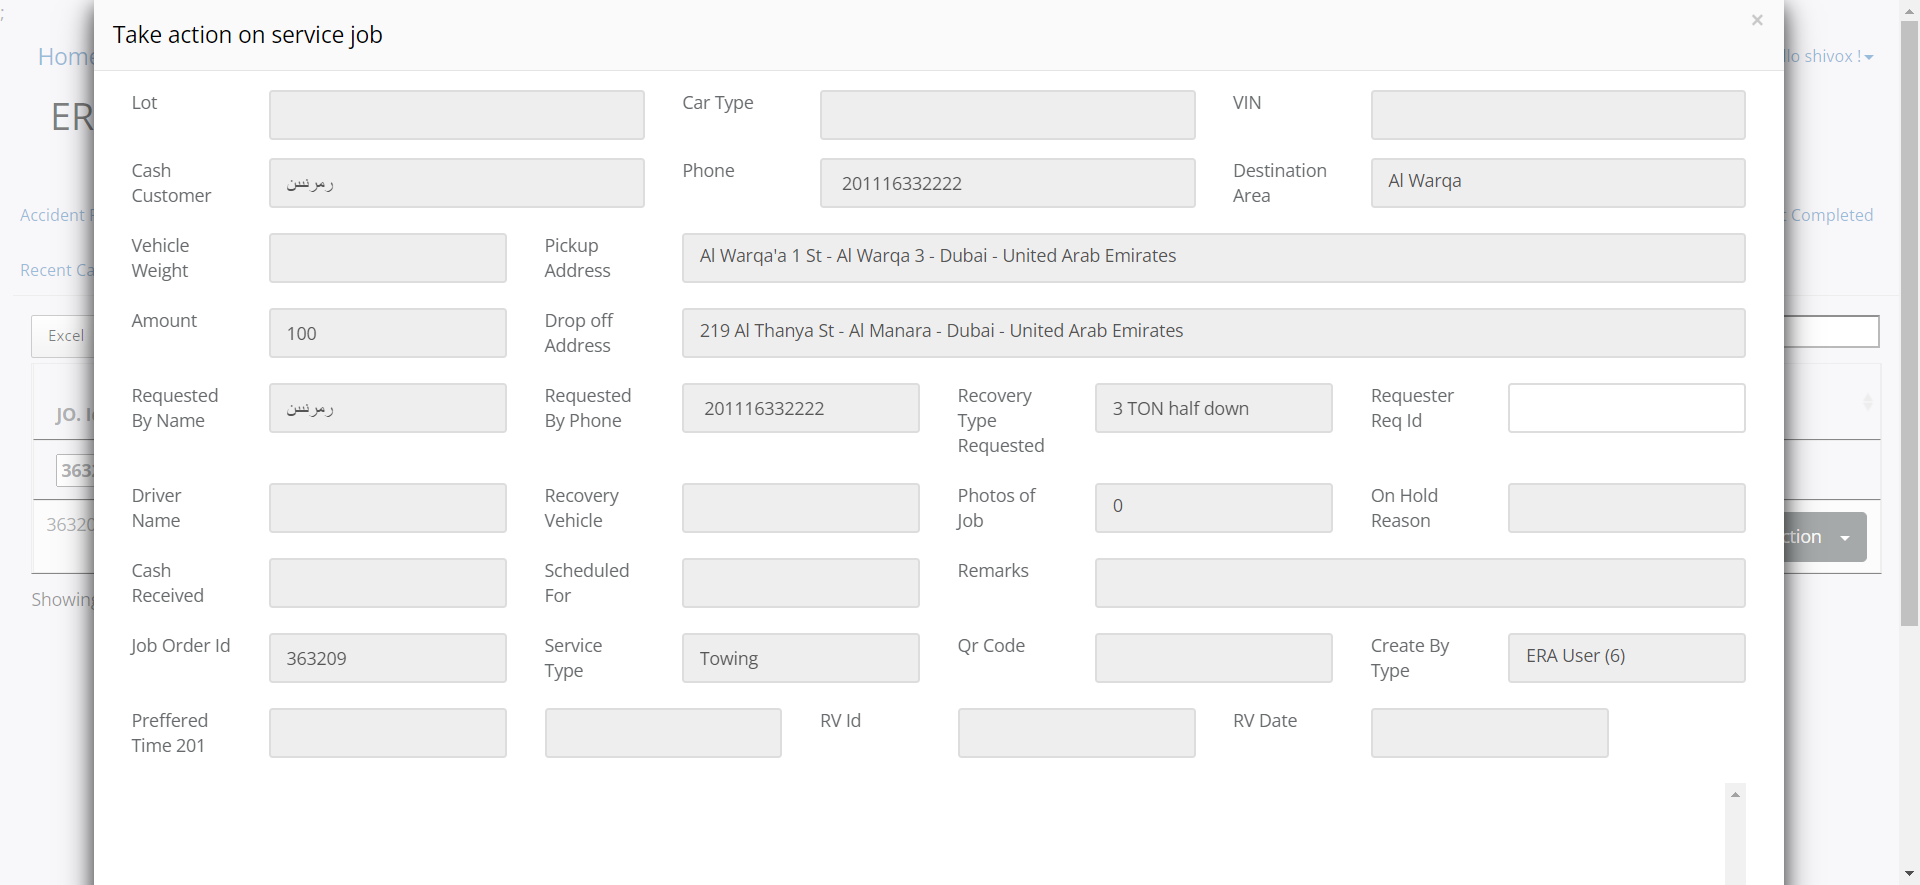 ;
Take action on service job
×
Home
llo shivox !
ER
Lot
Car Type
VIN
Cash Customer
Phone
201116332222
Destination Area
Al Warqa
Accident
Completed
Vehicle Weight
Pickup Address
Al Warqa'a 1 St - Al Warqa 3 - Dubai - United Arab Emirates
Recent Ca
Amount
100
Drop off Address
219 Al Thanya St - Al Manara - Dubai - United Arab Emirates
Excel
Requested By Name
Requested By Phone
201116332222
Recovery Type Requested
3 TON half down
Requester Req Id
JO. I
363
Driver Name
Recovery Vehicle
Photos of Job
0
On Hold Reason
36320
ction
Cash Received
Scheduled For
Remarks
Showing
Job Order Id
363209
Service Type
Towing
Qr Code
Create By Type
ERA User (6)
Preffered Time 201
RV Id
RV Date